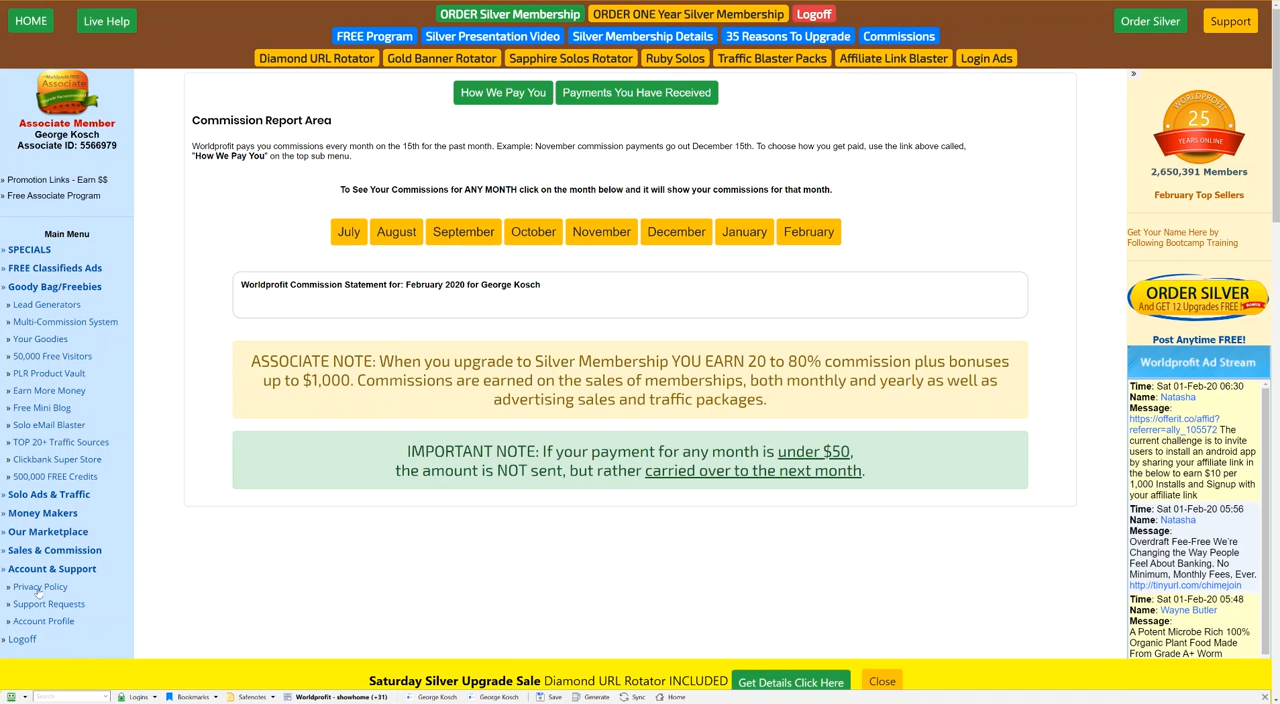 HOME
Live Help
ORDER Silver Membership
ORDER ONE Year Silver Membership
Logoff
Order Silver
Support
FREE Program
Silver Presentation Video
Silver Membership Details
35 Reasons To Upgrade
Commissions
Diamond URL Rotator
Gold Banner Rotator
Sapphire Solos Rotator
Ruby Solos
Traffic Blaster Packs
Affiliate Link Blaster
Login Ads
Associate
Associate Member
George Kosch
Associate ID: 5566979
» Promotion Links - Earn $$
» Free Associate Program
Main Menu
» SPECIALS
» FREE Classifieds Ads
» Goody Bag/Freebies
» Lead Generators
» Multi-Commission System
» Your Goodies
» 50,000 Free Visitors
» PLR Product Vault
» Earn More Money
» Free Mini Blog
» Solo eMail Blaster
» TOP 20+ Traffic Sources
» Clickbank Super Store
» 500,000 FREE Credits
» Solo Ads & Traffic
» Money Makers
» Our Marketplace
» Sales & Commission
» Account & Support
» Privacy Policy
» Support Requests
» Account Profile
» Logoff
How We Pay You
Payments You Have Received
Commission Report Area
Worldprofit pays you commissions every month on the 15th for the past month. Example: November commission payments go out December 15th. To choose how you get paid, use the link above called,
"How We Pay You" on the top sub menu.
To See Your Commissions for ANY MONTH click on the month below and it will show your commissions for that month.
July
August
September
October
November
December
January
February
Worldprofit Commission Statement for: February 2020 for George Kosch
ASSOCIATE NOTE: When you upgrade to Silver Membership YOU EARN 20 to 80% commission plus bonuses
up to $1,000. Commissions are earned on the sales of memberships, both monthly and yearly as well as
advertising sales and traffic packages.
IMPORTANT NOTE: If your payment for any month is under $50,
the amount is NOT sent, but rather carried over to the next month.
»
WORLDPROFIT
25
YEARS ONLINE
2,650,391 Members
February Top Sellers
Get Your Name Here by
Following Bootcamp Training
ORDER SILVER
And GET 12 Upgrades FREE!
BONUS
Post Anytime FREE!
Worldprofit Ad Stream
Time: Sat 01-Feb-20 06:30
Name: Natasha
Message:
https://offerit.co/affid?
referrer=ally_105572 The
current challenge is to invite
users to install an android app
by sharing your affiliate link in
the below to earn $10 per
1,000 Installs and Signup with
your affiliate link
Time: Sat 01-Feb-20 05:56
Name: Natasha
Message:
Overdraft Fee-Free We're
Changing the Way People
Feel About Banking. No
Minimum, Monthly Fees, Ever.
http://tinyurl.com/chimejoin
Time: Sat 01-Feb-20 05:48
Name: Wayne Butler
Message:
A Potent Microbe Rich 100%
Organic Plant Food Made
From Grade A+ Worm
Saturday Silver Upgrade Sale Diamond URL Rotator INCLUDED
Get Details Click Here
Close
Search
Logins
Bookmarks
Safenotes
Worldprofit - showhome (+31)
George Kosch
George Kosch
Save
Generate
Sync
Home